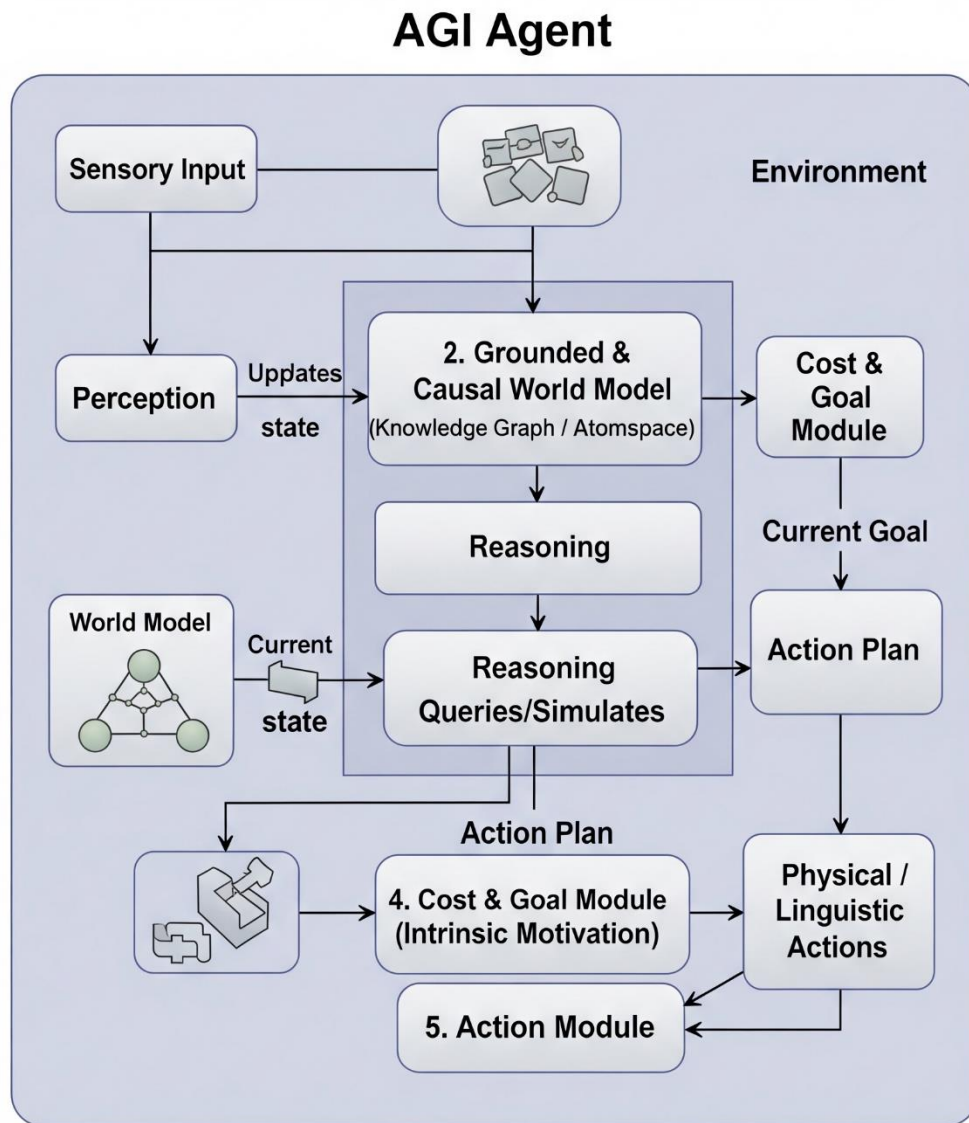 AGI Agent
Sensory Input
Environment
2. Grounded &
Causal World Model
(Knowledge Graph / Atomspace)
Cost &
Goal
Module
Perception
Updates
state
Reasoning
Current Goal
World Model
Current
state
Reasoning
Queries/Simulates
Action Plan
Action Plan
4. Cost & Goal Module
(Intrinsic Motivation)
Physical /
Linguistic
Actions
5. Action Module